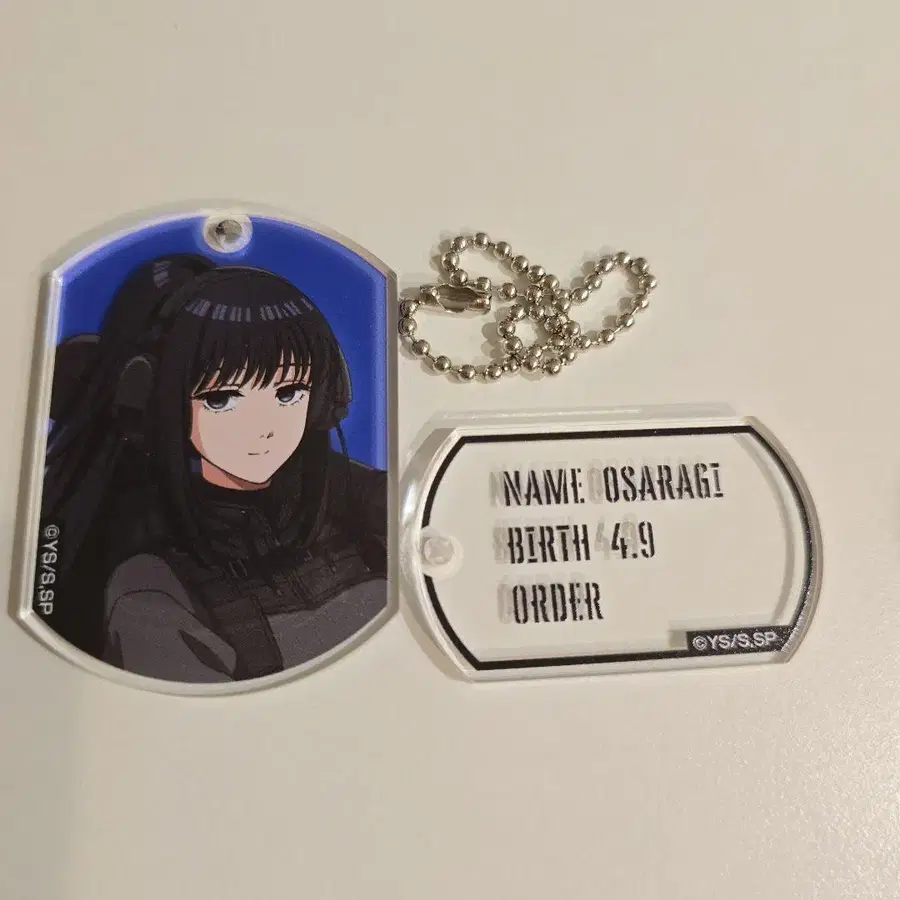 ©YS/S,SP
NAME OSARAGI
BIRTH 4.9
ORDER
©YS/S,SP